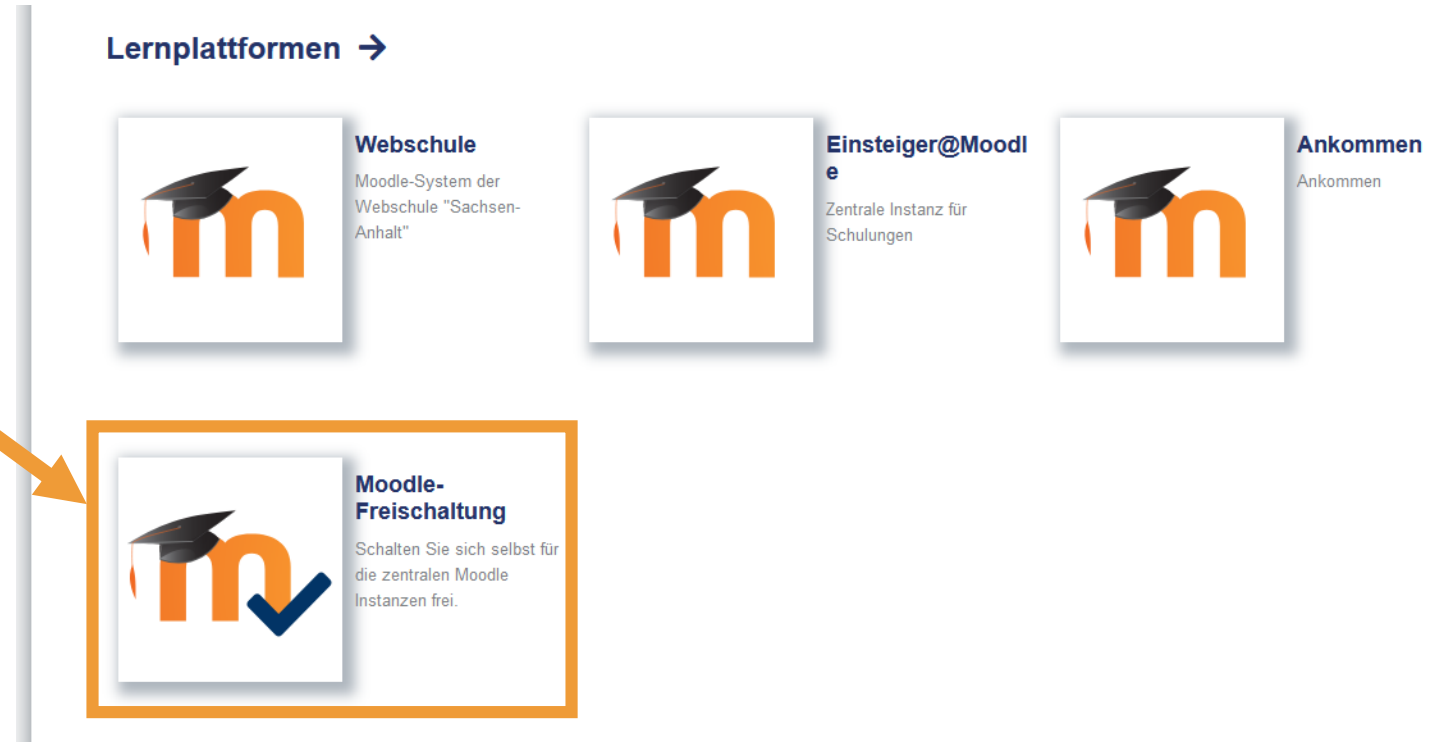 Lernplattformen →
Webschule
Moodle-System der
Webschule "Sachsen-
Anhalt"
Einsteiger@Moodl
e
Zentrale Instanz für
Schulungen
Ankommen
Ankommen
Moodle-
Freischaltung
Schalten Sie sich selbst für
die zentralen Moodle
Instanzen frei.